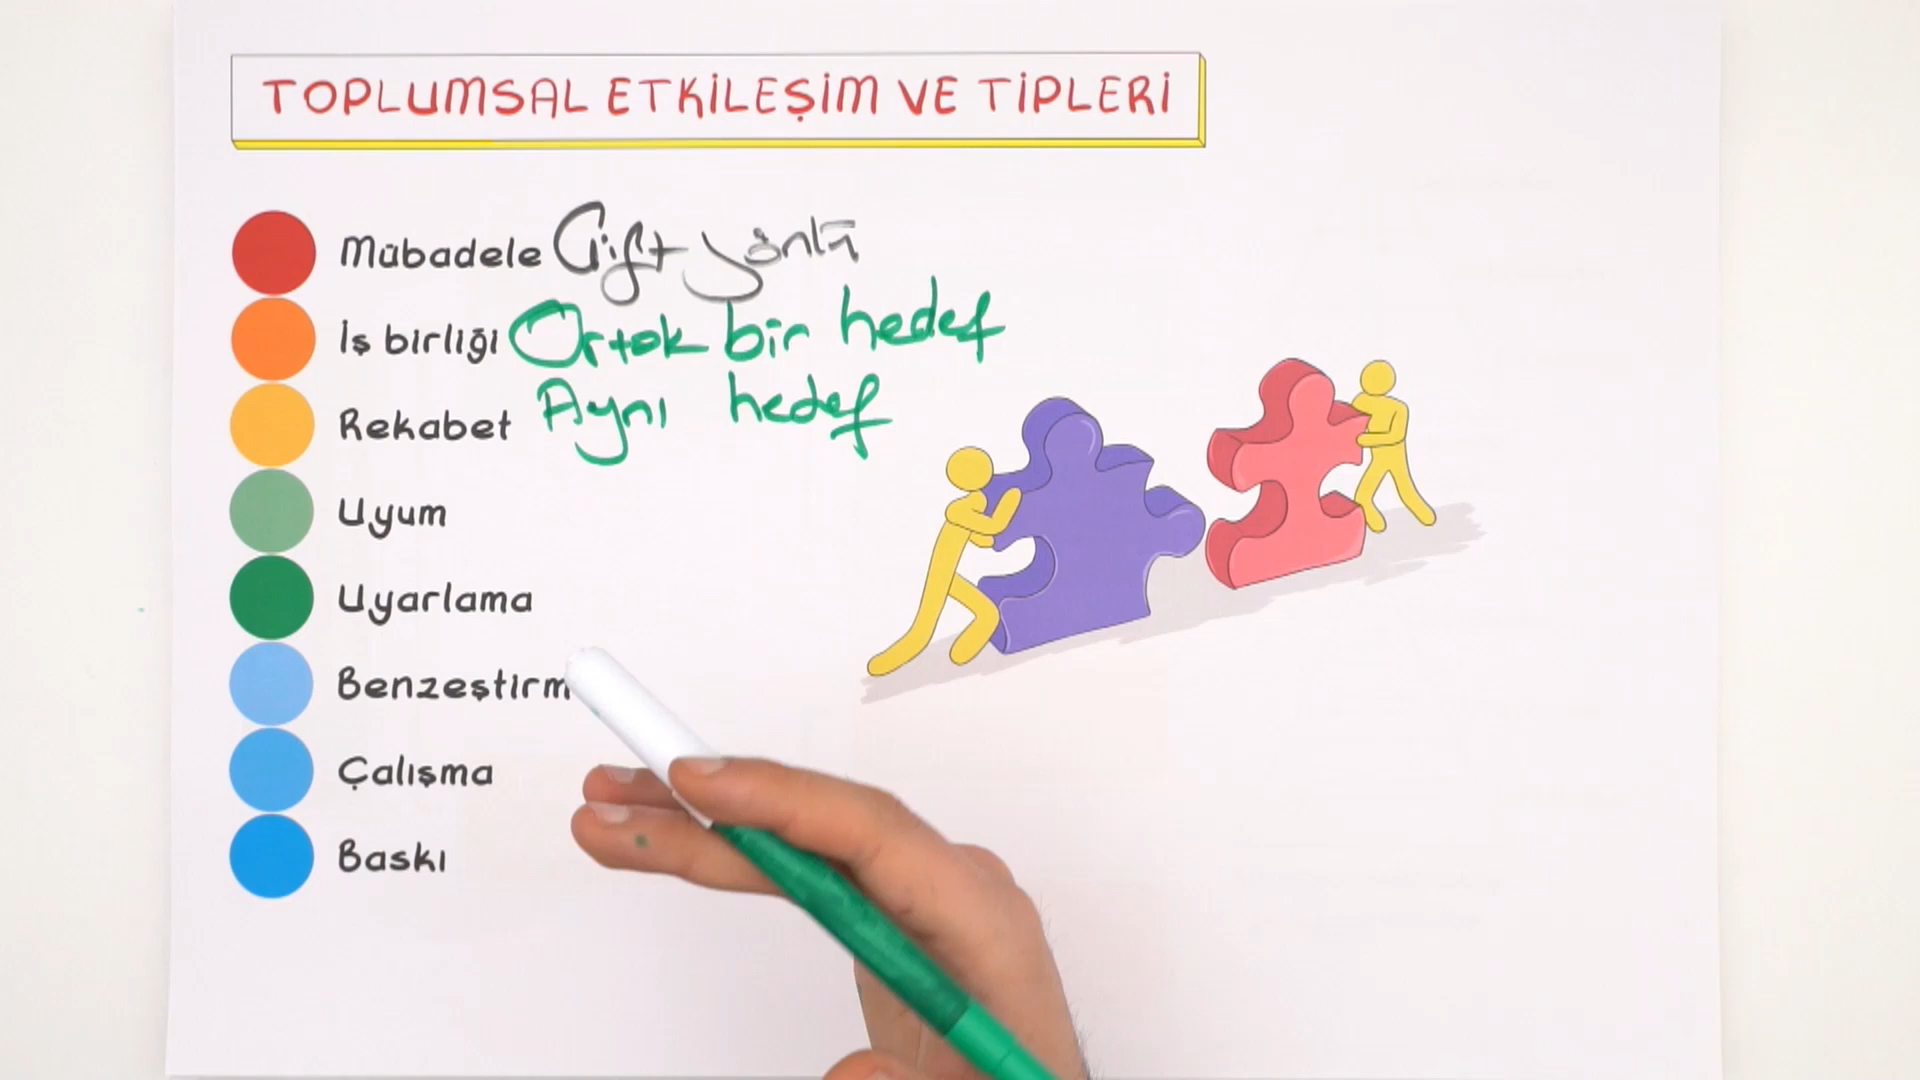 TOPLUMSAL ETKİLEŞİM VE TİPLERİ
Mübadele Çift yönlü
İş birliği Ortak bir hedef
Rekabet Aynı hedef
Uyum
Uyarlama
Benzeştirm
Çalışma
Baskı